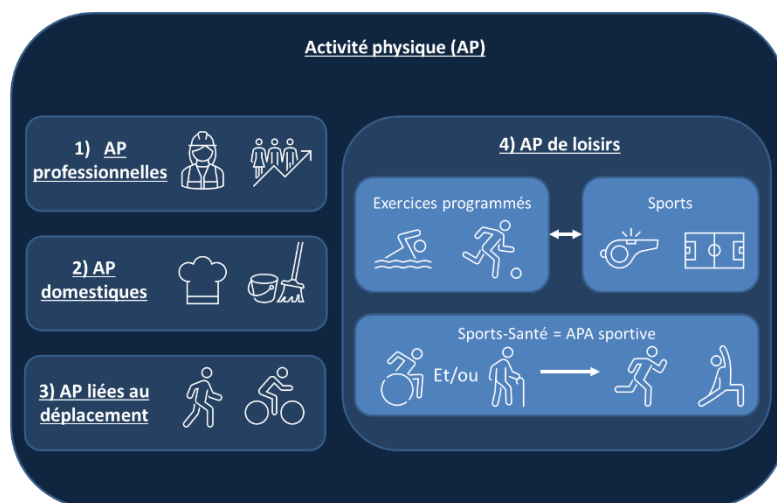 Activité physique (AP)
1) AP
professionnelles
2) AP
domestiques
3) AP liées au
déplacement
4) AP de loisirs
Exercices programmés
Sports
Sports-Santé = APA sportive
Et/ou